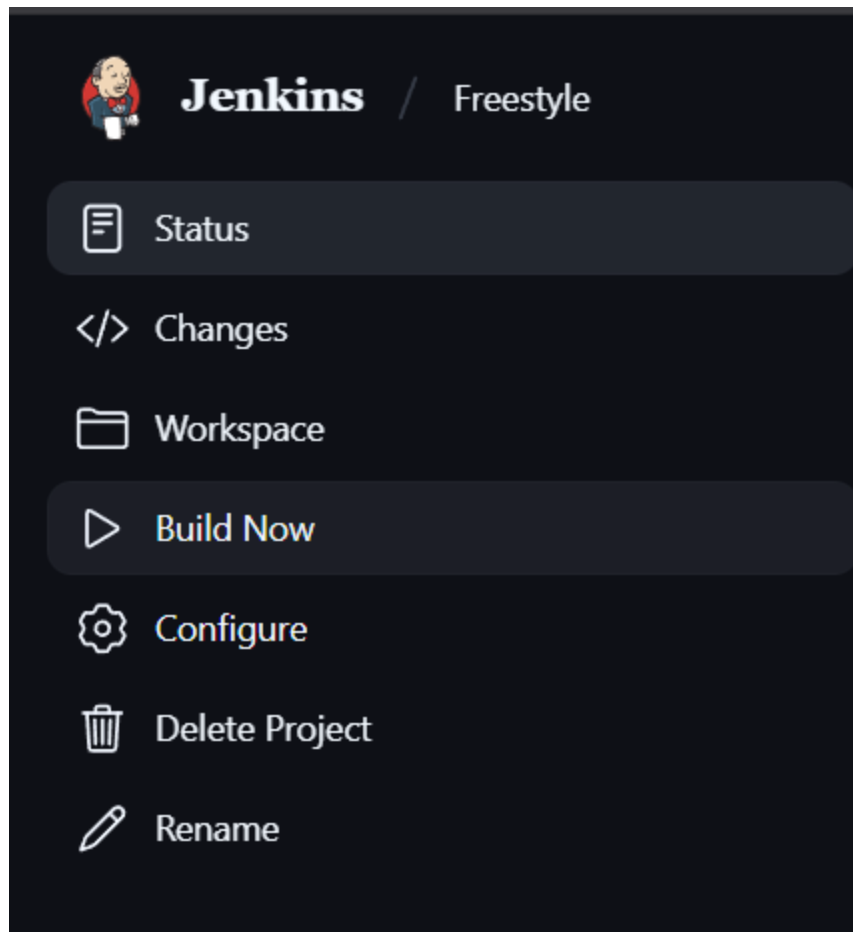 Jenkins / Freestyle
Status
Changes
Workspace
Build Now
Configure
Delete Project
Rename